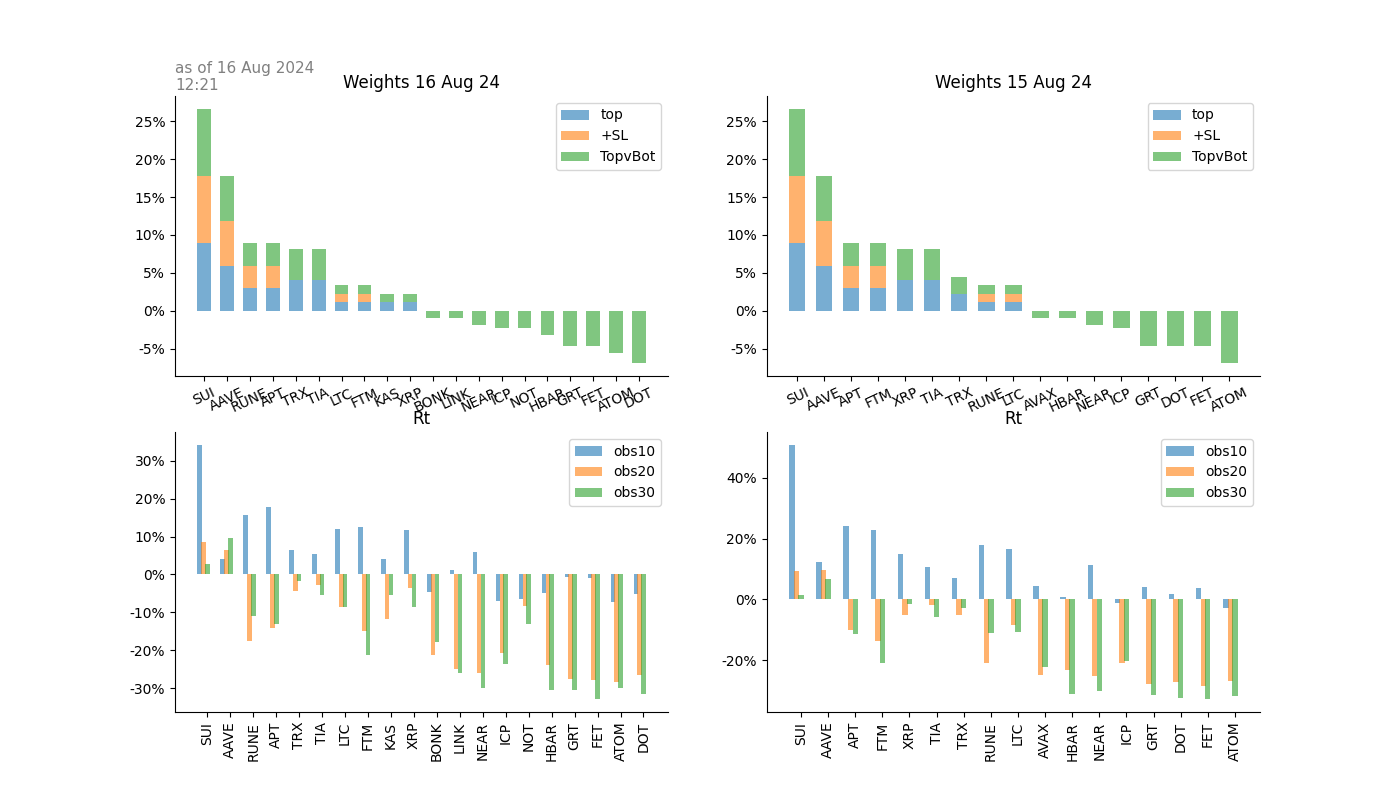 as of 16 Aug 2024
12:21
Weights 16 Aug 24
25%
20%
15%
10%
5%
0%
-5%
top
+SL
TopvBot
SUI AAVE RUNE APT TRX TIA LTC FTM KAS XRP BONK LINK NEAR ICP NOT HBAR GRT FET ATOM DOT
Weights 15 Aug 24
25%
20%
15%
10%
5%
0%
-5%
top
+SL
TopvBot
SUI AAVE APT FTM XRP TIA TRX RUNE LTC AVAX HBAR NEAR ICP GRT DOT FET ATOM
Rt
30%
20%
10%
0%
-10%
-20%
-30%
obs10
obs20
obs30
SUI AAVE RUNE APT TRX TIA LTC FTM KAS XRP BONK LINK NEAR ICP NOT HBAR GRT FET ATOM DOT
Rt
40%
20%
0%
-20%
obs10
obs20
obs30
SUI AAVE APT FTM XRP TIA TRX RUNE LTC AVAX HBAR NEAR ICP GRT DOT FET ATOM